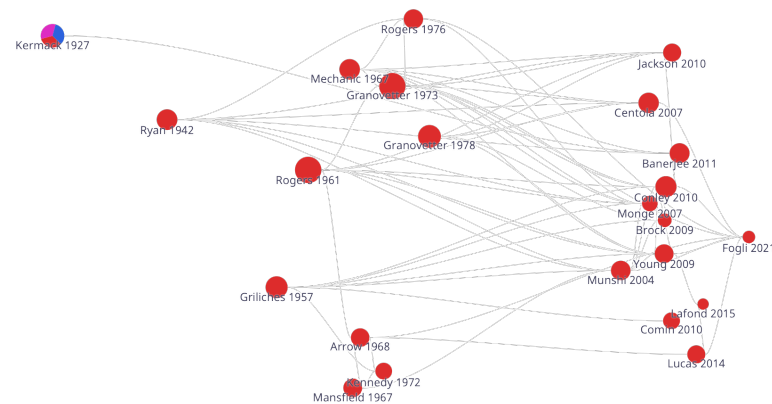 Rogers 1976
Kermack 1927
Jackson 2010
Mechanic 1962
Granovetter 1973
Centola 2007
Ryan 1942
Granovetter 1978
Banerjee 2011
Rogers 1961
Conley 2010
Monge 2007
Brock 2009
Fogli 2021
Young 2009
Munshi 2004
Griliches 1957
Lafond 2015
Comin 2010
Arrow 1968
Lucas 2014
Kennedy 1972
Mansfield 1967